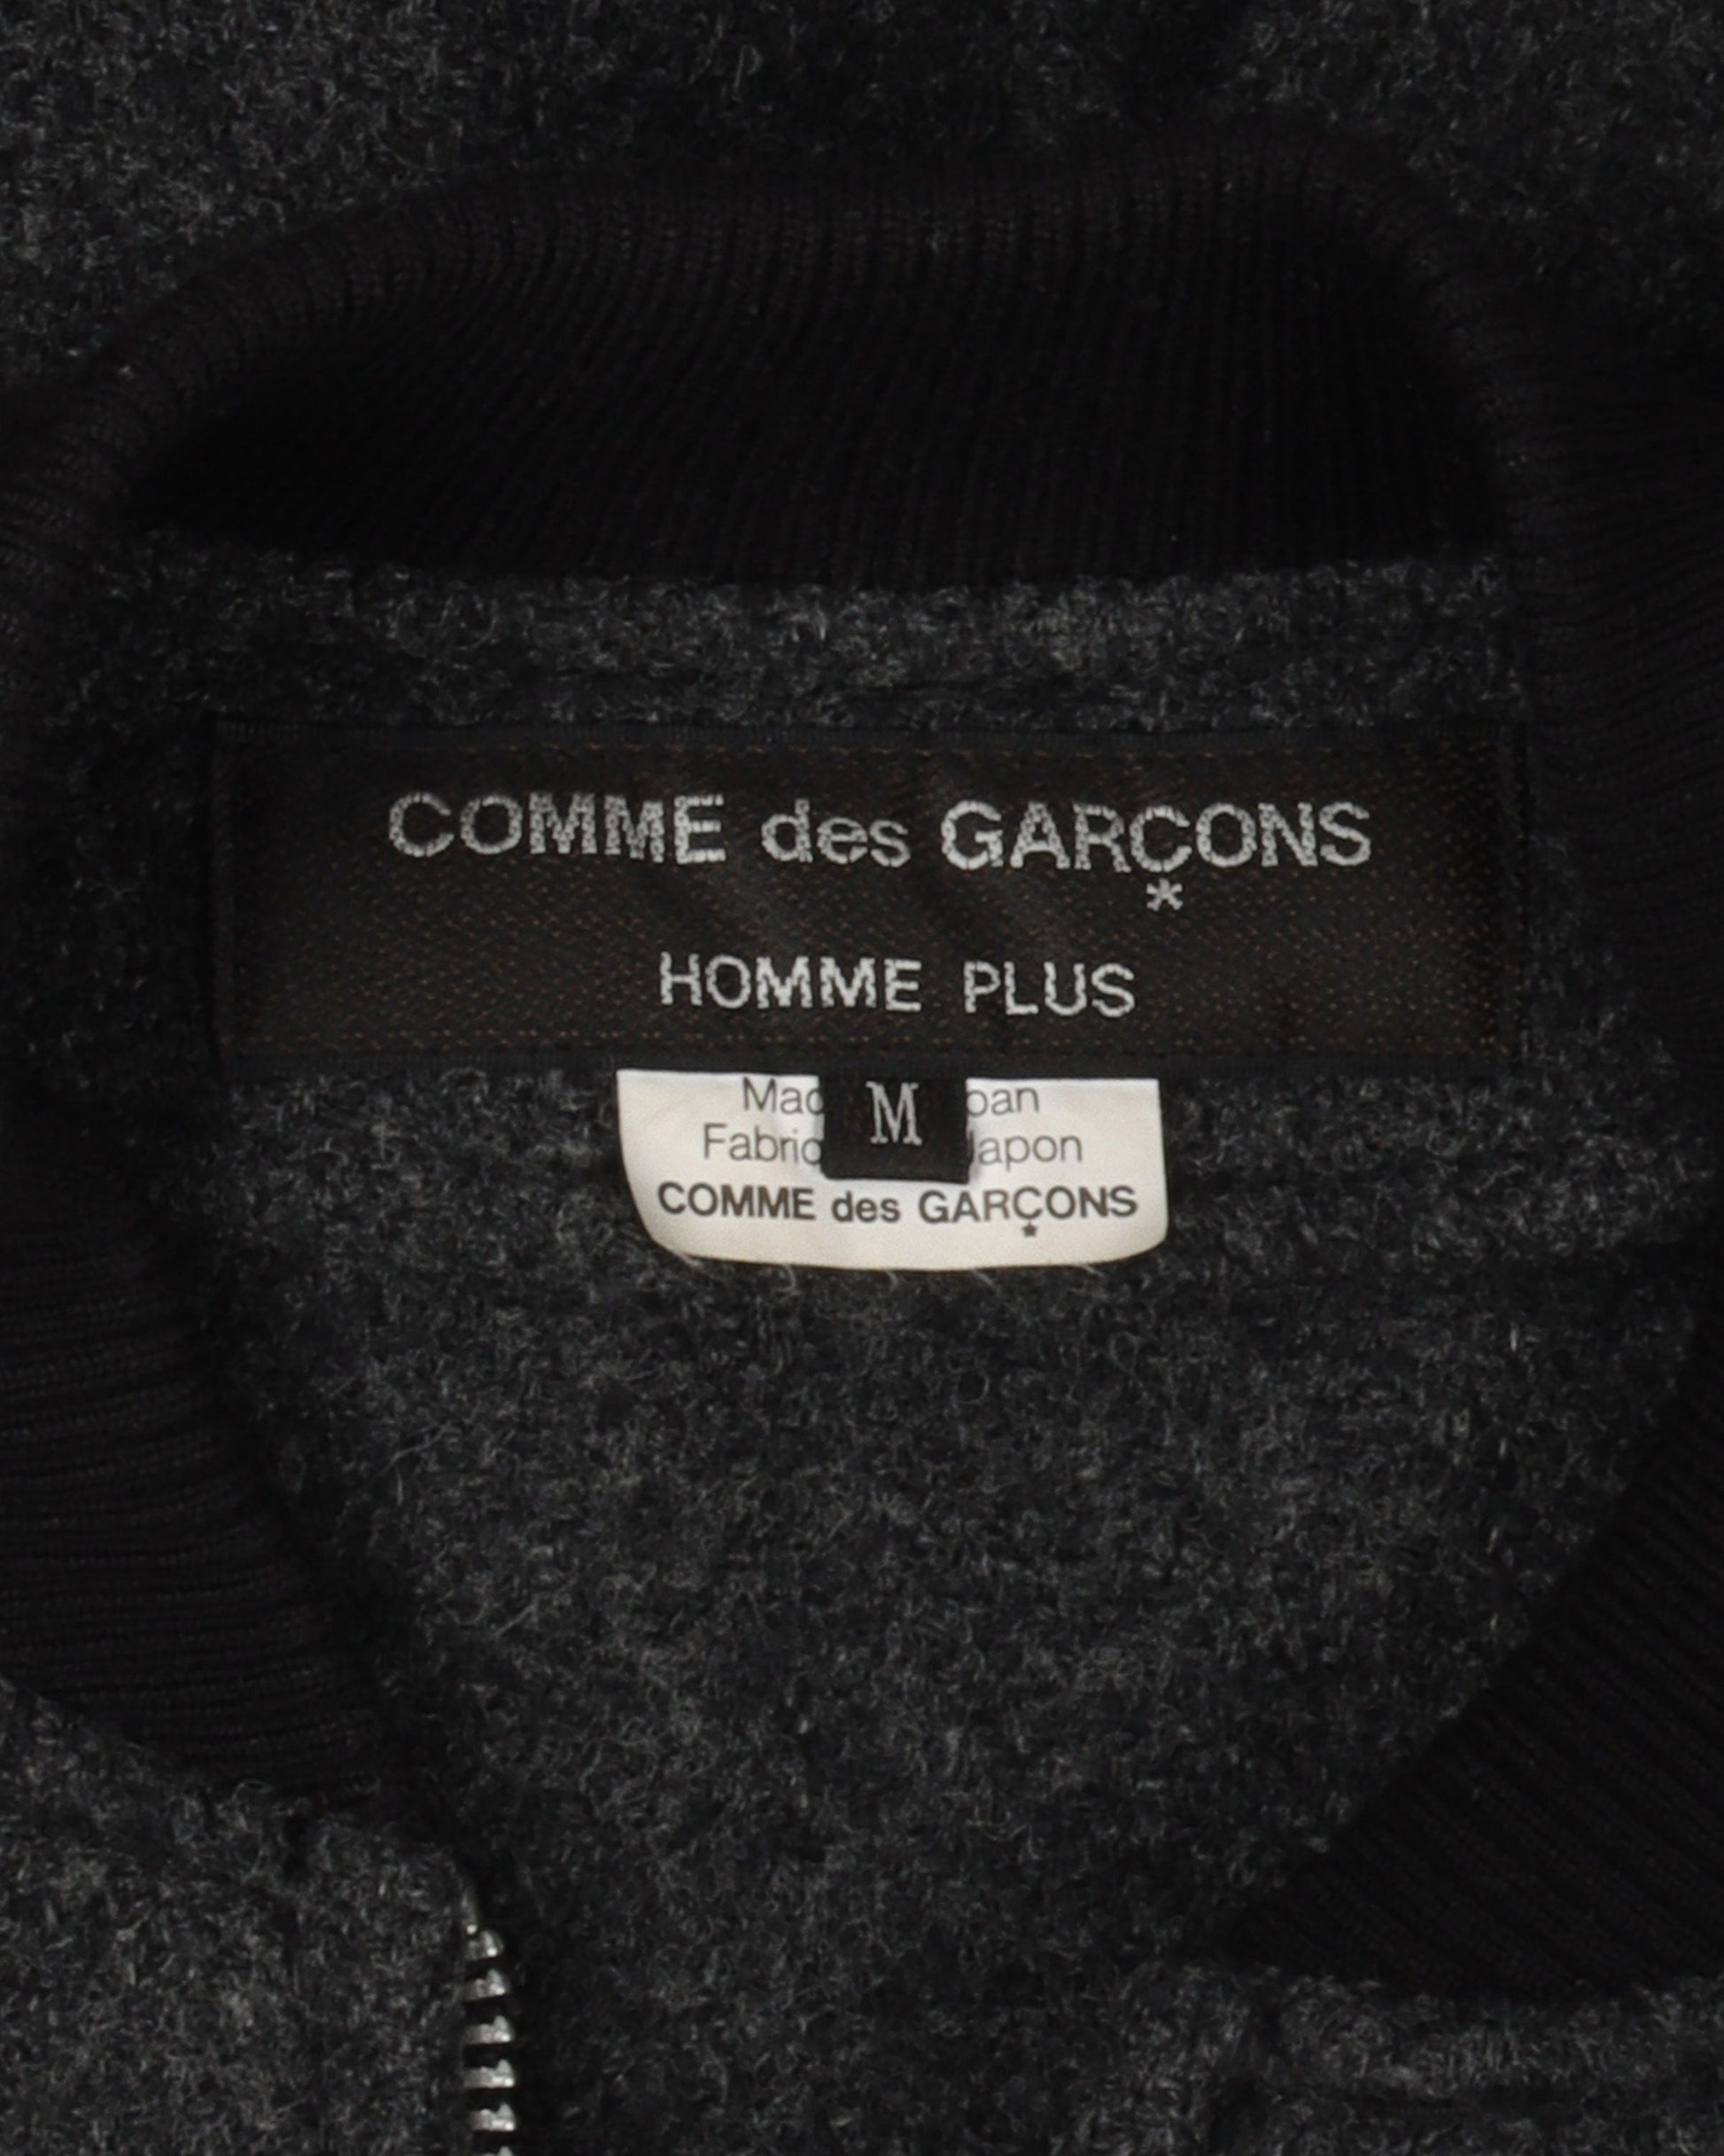 COMME des GARÇONS
*
HOMME PLUS
M
COMME des GARÇONS
*